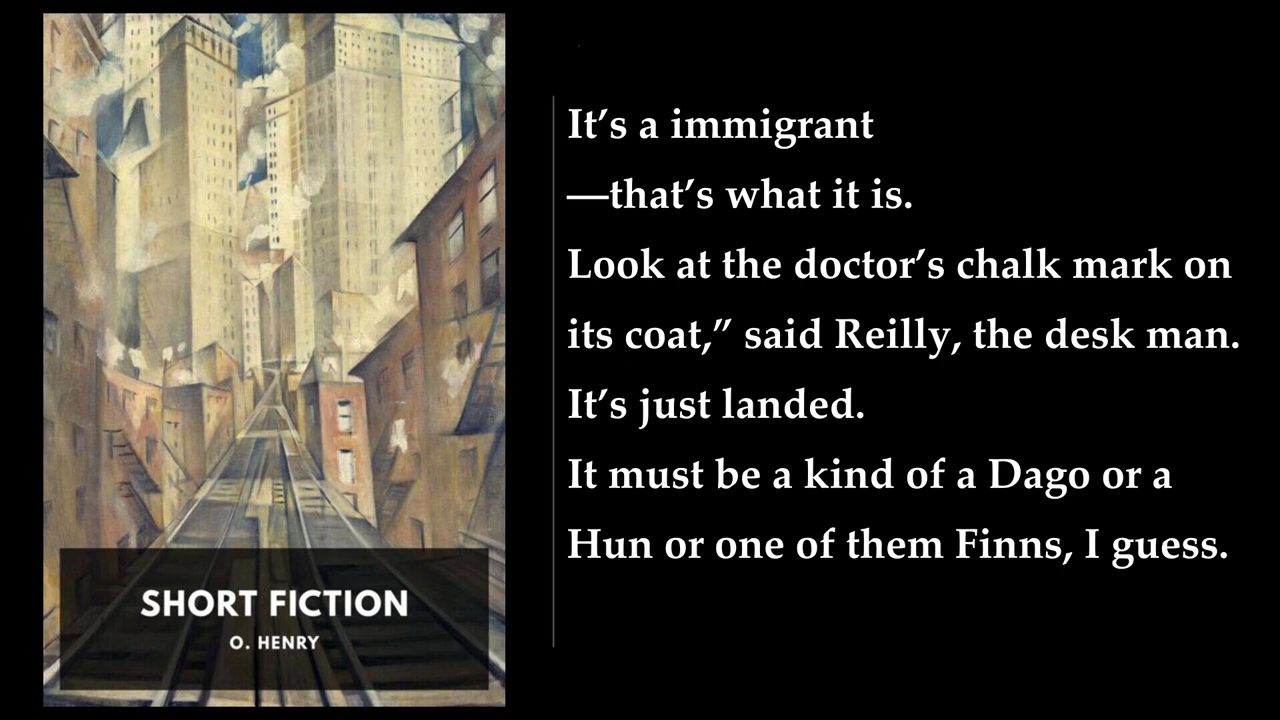 SHORT FICTION
O. HENRY
It’s a immigrant
—that’s what it is.
Look at the doctor’s chalk mark on
its coat,” said Reilly, the desk man.
It’s just landed.
It must be a kind of a Dago or a
Hun or one of them Finns, I guess.